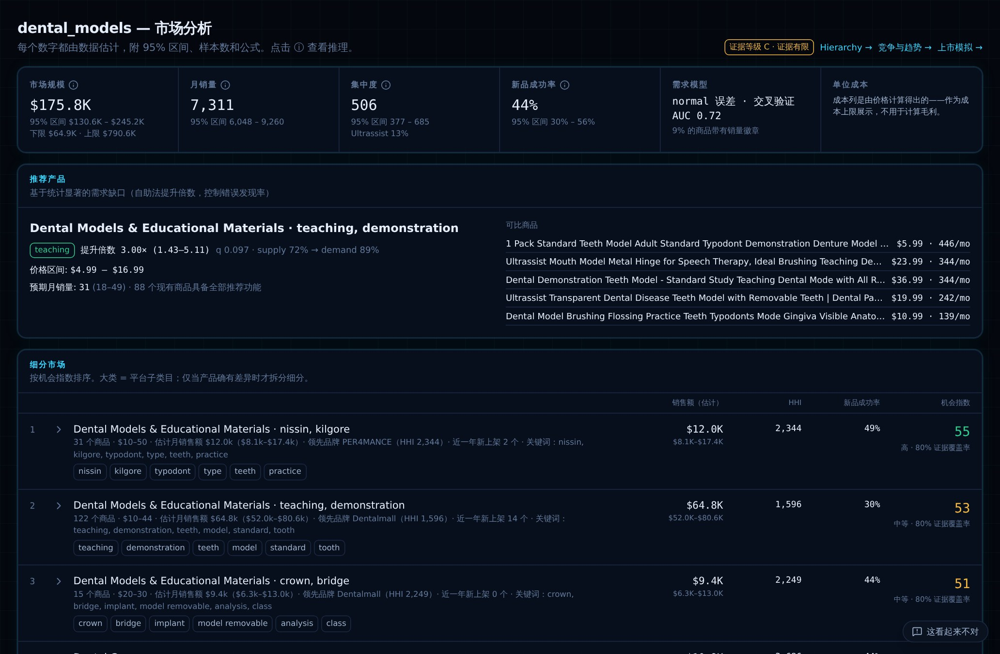 dental_models — 市场分析
每个数字都由数据估计，附 95% 区间、样本数和公式。点击 ⓘ 查看推理。
证据等级 C · 证据有限 Hierarchy → 竞争与趋势 → 上市模拟 →
市场规模
$175.8K
95% 区间 $130.6K – $245.2K
下限 $64.9K · 上限 $790.6K
月销量
7,311
95% 区间 6,048 – 9,260
集中度
506
95% 区间 377 – 685
Ultrassist 13%
新品成功率
44%
95% 区间 30% – 56%
需求模型
normal 误差 · 交叉验证
AUC 0.72
9% 的商品带有销量徽章
单位成本
成本列是由价格计算得出的——作为成
本上限展示，不用于计算毛利。
推荐产品
基于统计显著的需求缺口（自助法提升倍数，控制错误发现率）
Dental Models & Educational Materials · teaching, demonstration
teaching 提升倍数 3.00× (1.43–5.11) q 0.097 · supply 72% → demand 89%
价格区间: $4.99 – $16.99
预期月销量: 31 (18–49) · 88 个现有商品具备全部推荐功能
可比商品
1 Pack Standard Teeth Model Adult Standard Typodont Demonstration Denture Model ... $5.99 · 446/mo
Ultrassist Mouth Model Metal Hinge for Speech Therapy, Ideal Brushing Teaching De... $23.99 · 344/mo
Dental Demonstration Teeth Model - Standard Study Teaching Dental Mode with All R... $36.99 · 344/mo
Ultrassist Transparent Dental Disease Teeth Model with Removable Teeth | Dental Pa... $19.99 · 242/mo
Dental Model Brushing Flossing Practice Teeth Typodonts Mode Gingiva Visible Anato... $10.99 · 139/mo
细分市场
按机会指数排序。大类 = 平台子类目；仅当产品确有差异时才拆分细分。
销售额（估计） HHI 新品成功率 机会指数
1 Dental Models & Educational Materials · nissin, kilgore $12.0K 2,344 49% 55
31 个商品 · $10–50 · 估计月销售额 $12.0k（$8.1k–$17.4k）· 领先品牌 PER4MANCE（HHI 2,344）· 近一年新上架 2 个 · 关键词：nissin, $8.1K–$17.4K 高 · 80% 证据覆盖率
kilgore, typodont, type, teeth, practice
nissin kilgore typodont type teeth practice
2 Dental Models & Educational Materials · teaching, demonstration $64.8K 1,596 30% 53
122 个商品 · $10–44 · 估计月销售额 $64.8k（$52.0k–$80.6k）· 领先品牌 Dentalmall（HHI 1,596）· 近一年新上架 14 个 · 关键词： $52.0K–$80.6K 中等 · 80% 证据覆盖率
teaching, demonstration, teeth, model, standard, tooth
teaching demonstration teeth model standard tooth
3 Dental Models & Educational Materials · crown, bridge $9.4K 2,249 44% 51
15 个商品 · $20–30 · 估计月销售额 $9.4k（$6.3k–$13.0k）· 领先品牌 Dentalmall（HHI 2,249）· 近一年新上架 0 个 · 关键词：crown, $6.3K–$13.0K 中等 · 80% 证据覆盖率
bridge, implant, model removable, analysis, class
crown bridge implant model removable analysis class
这看起来不对